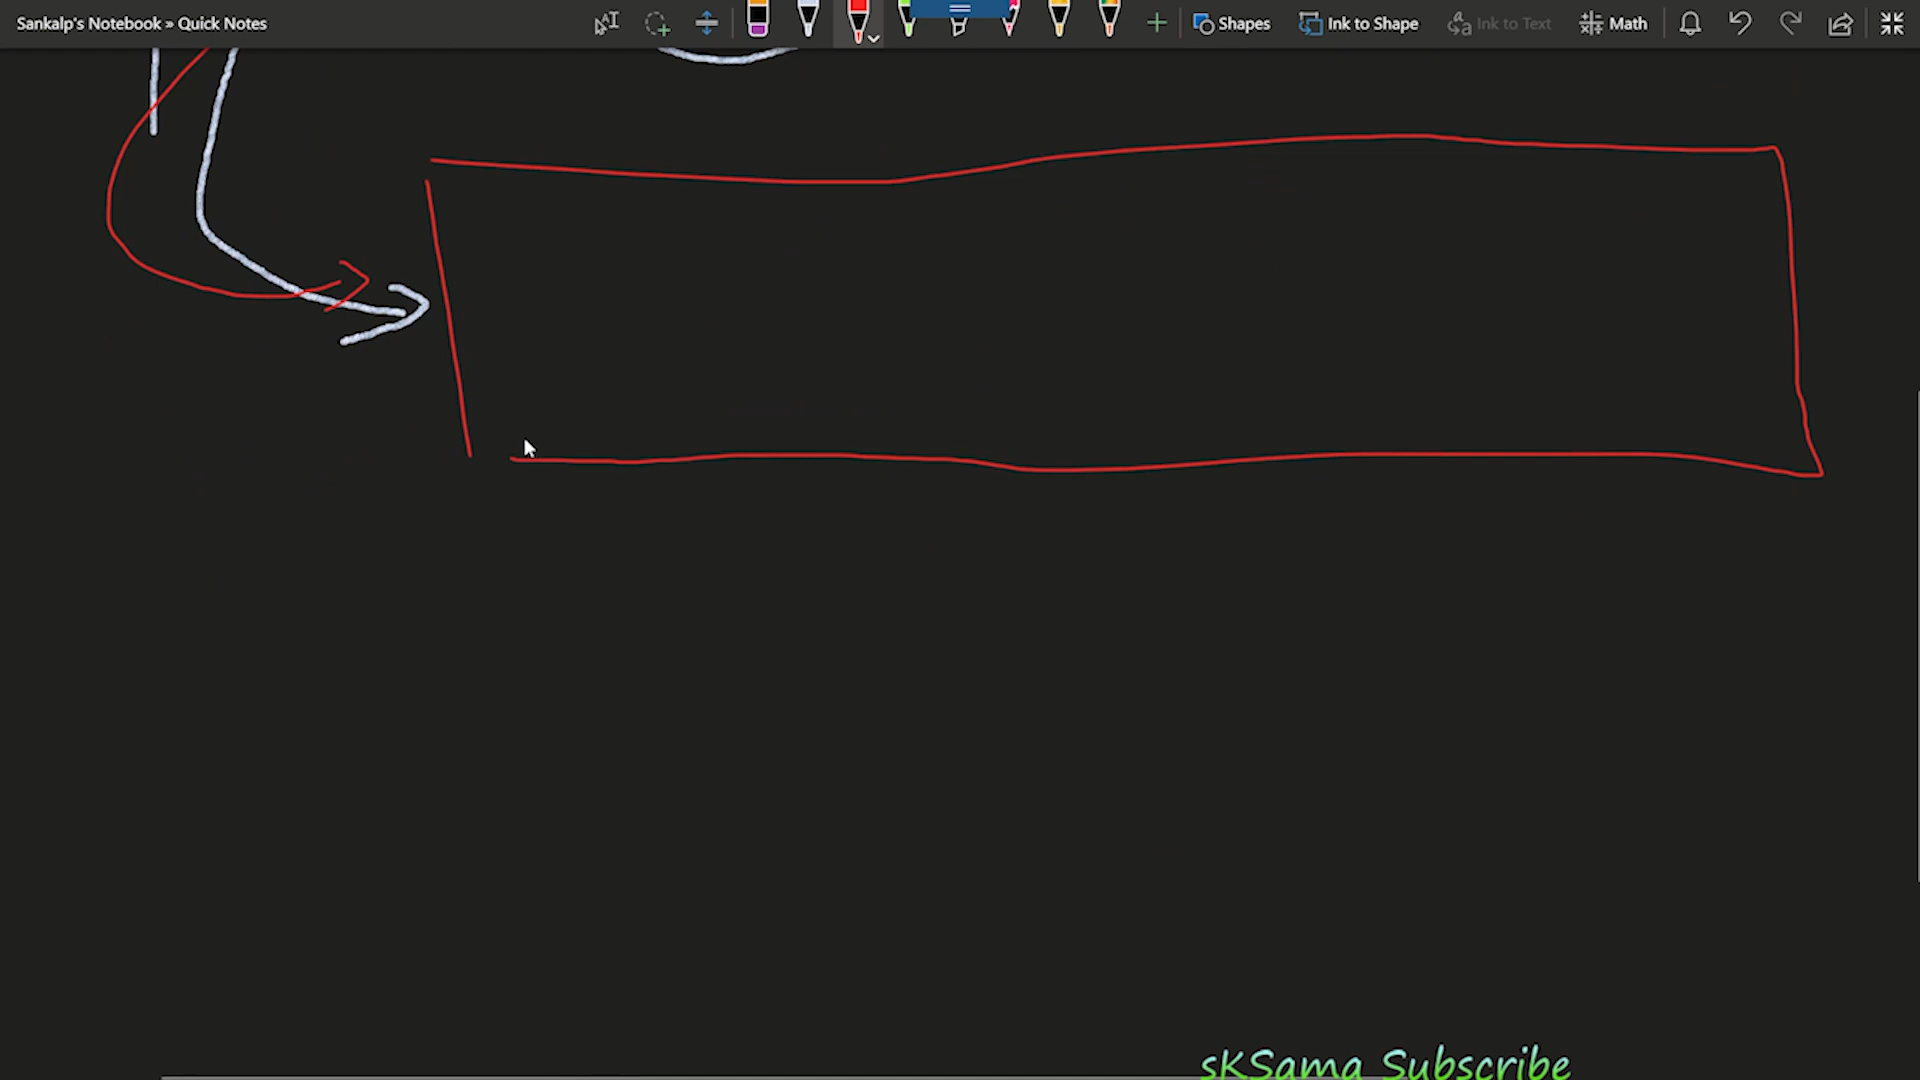 Sankalp's Notebook » Quick Notes
Shapes
Ink to Shape
Ink to Text
Math
sKSama Subscribe